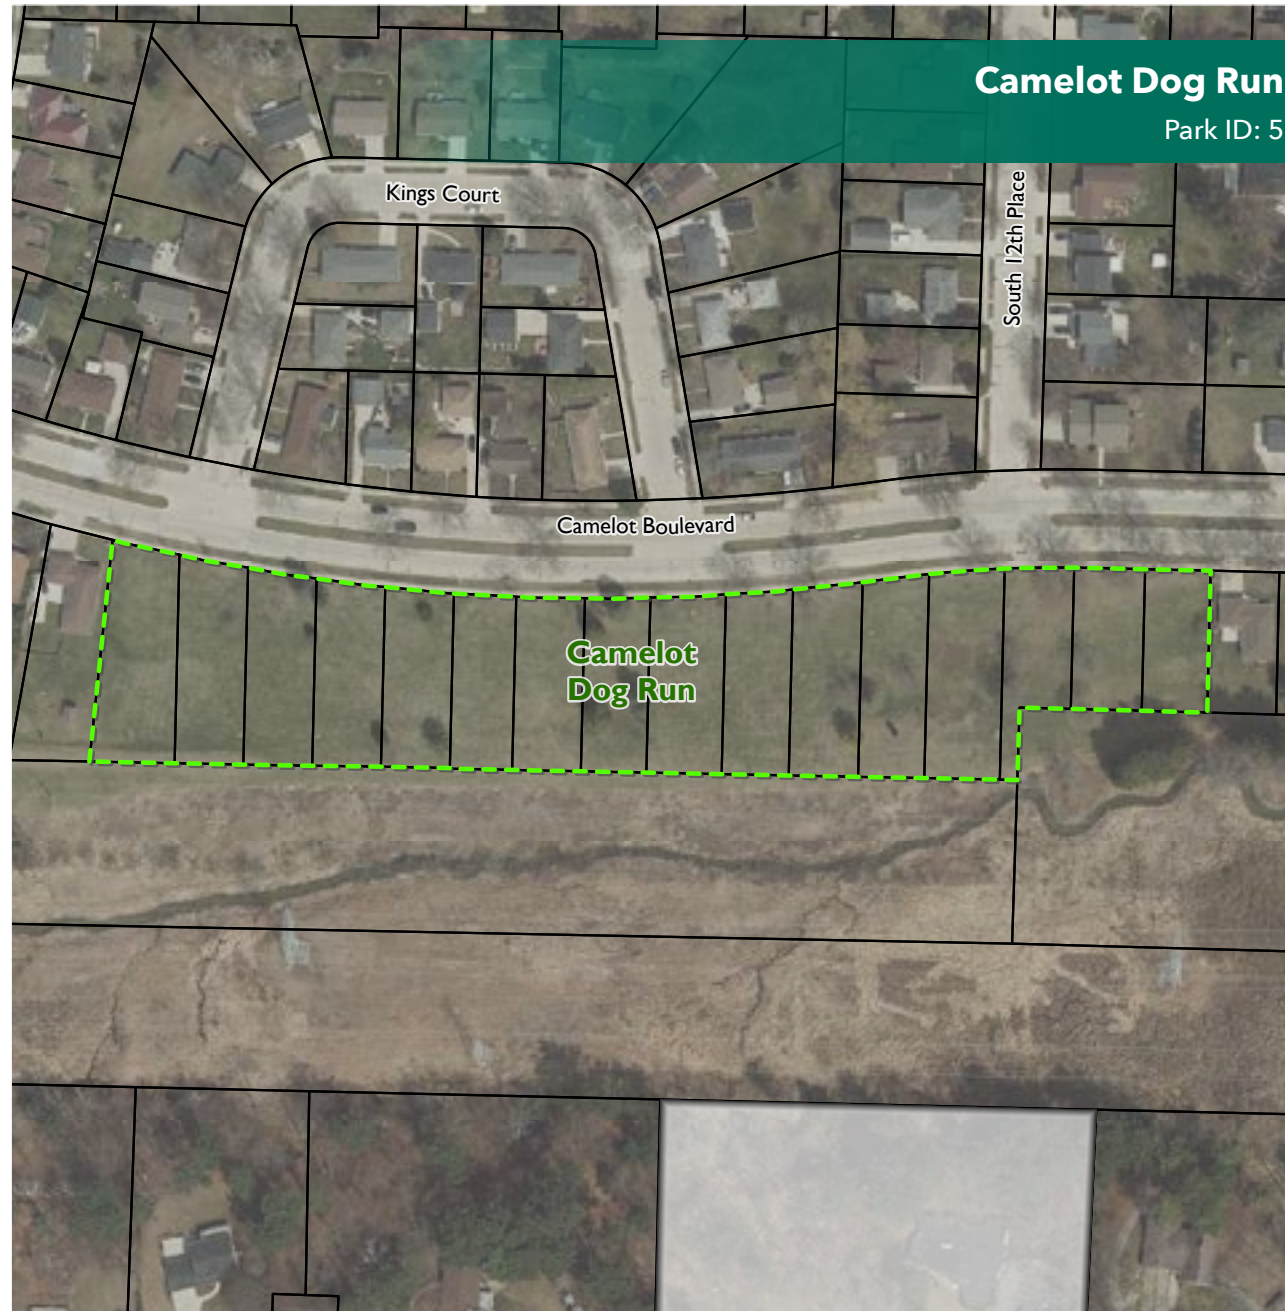 Camelot Dog Run
Park ID: 5
Kings Court
South 12th Place
Camelot Boulevard
Camelot
Dog Run